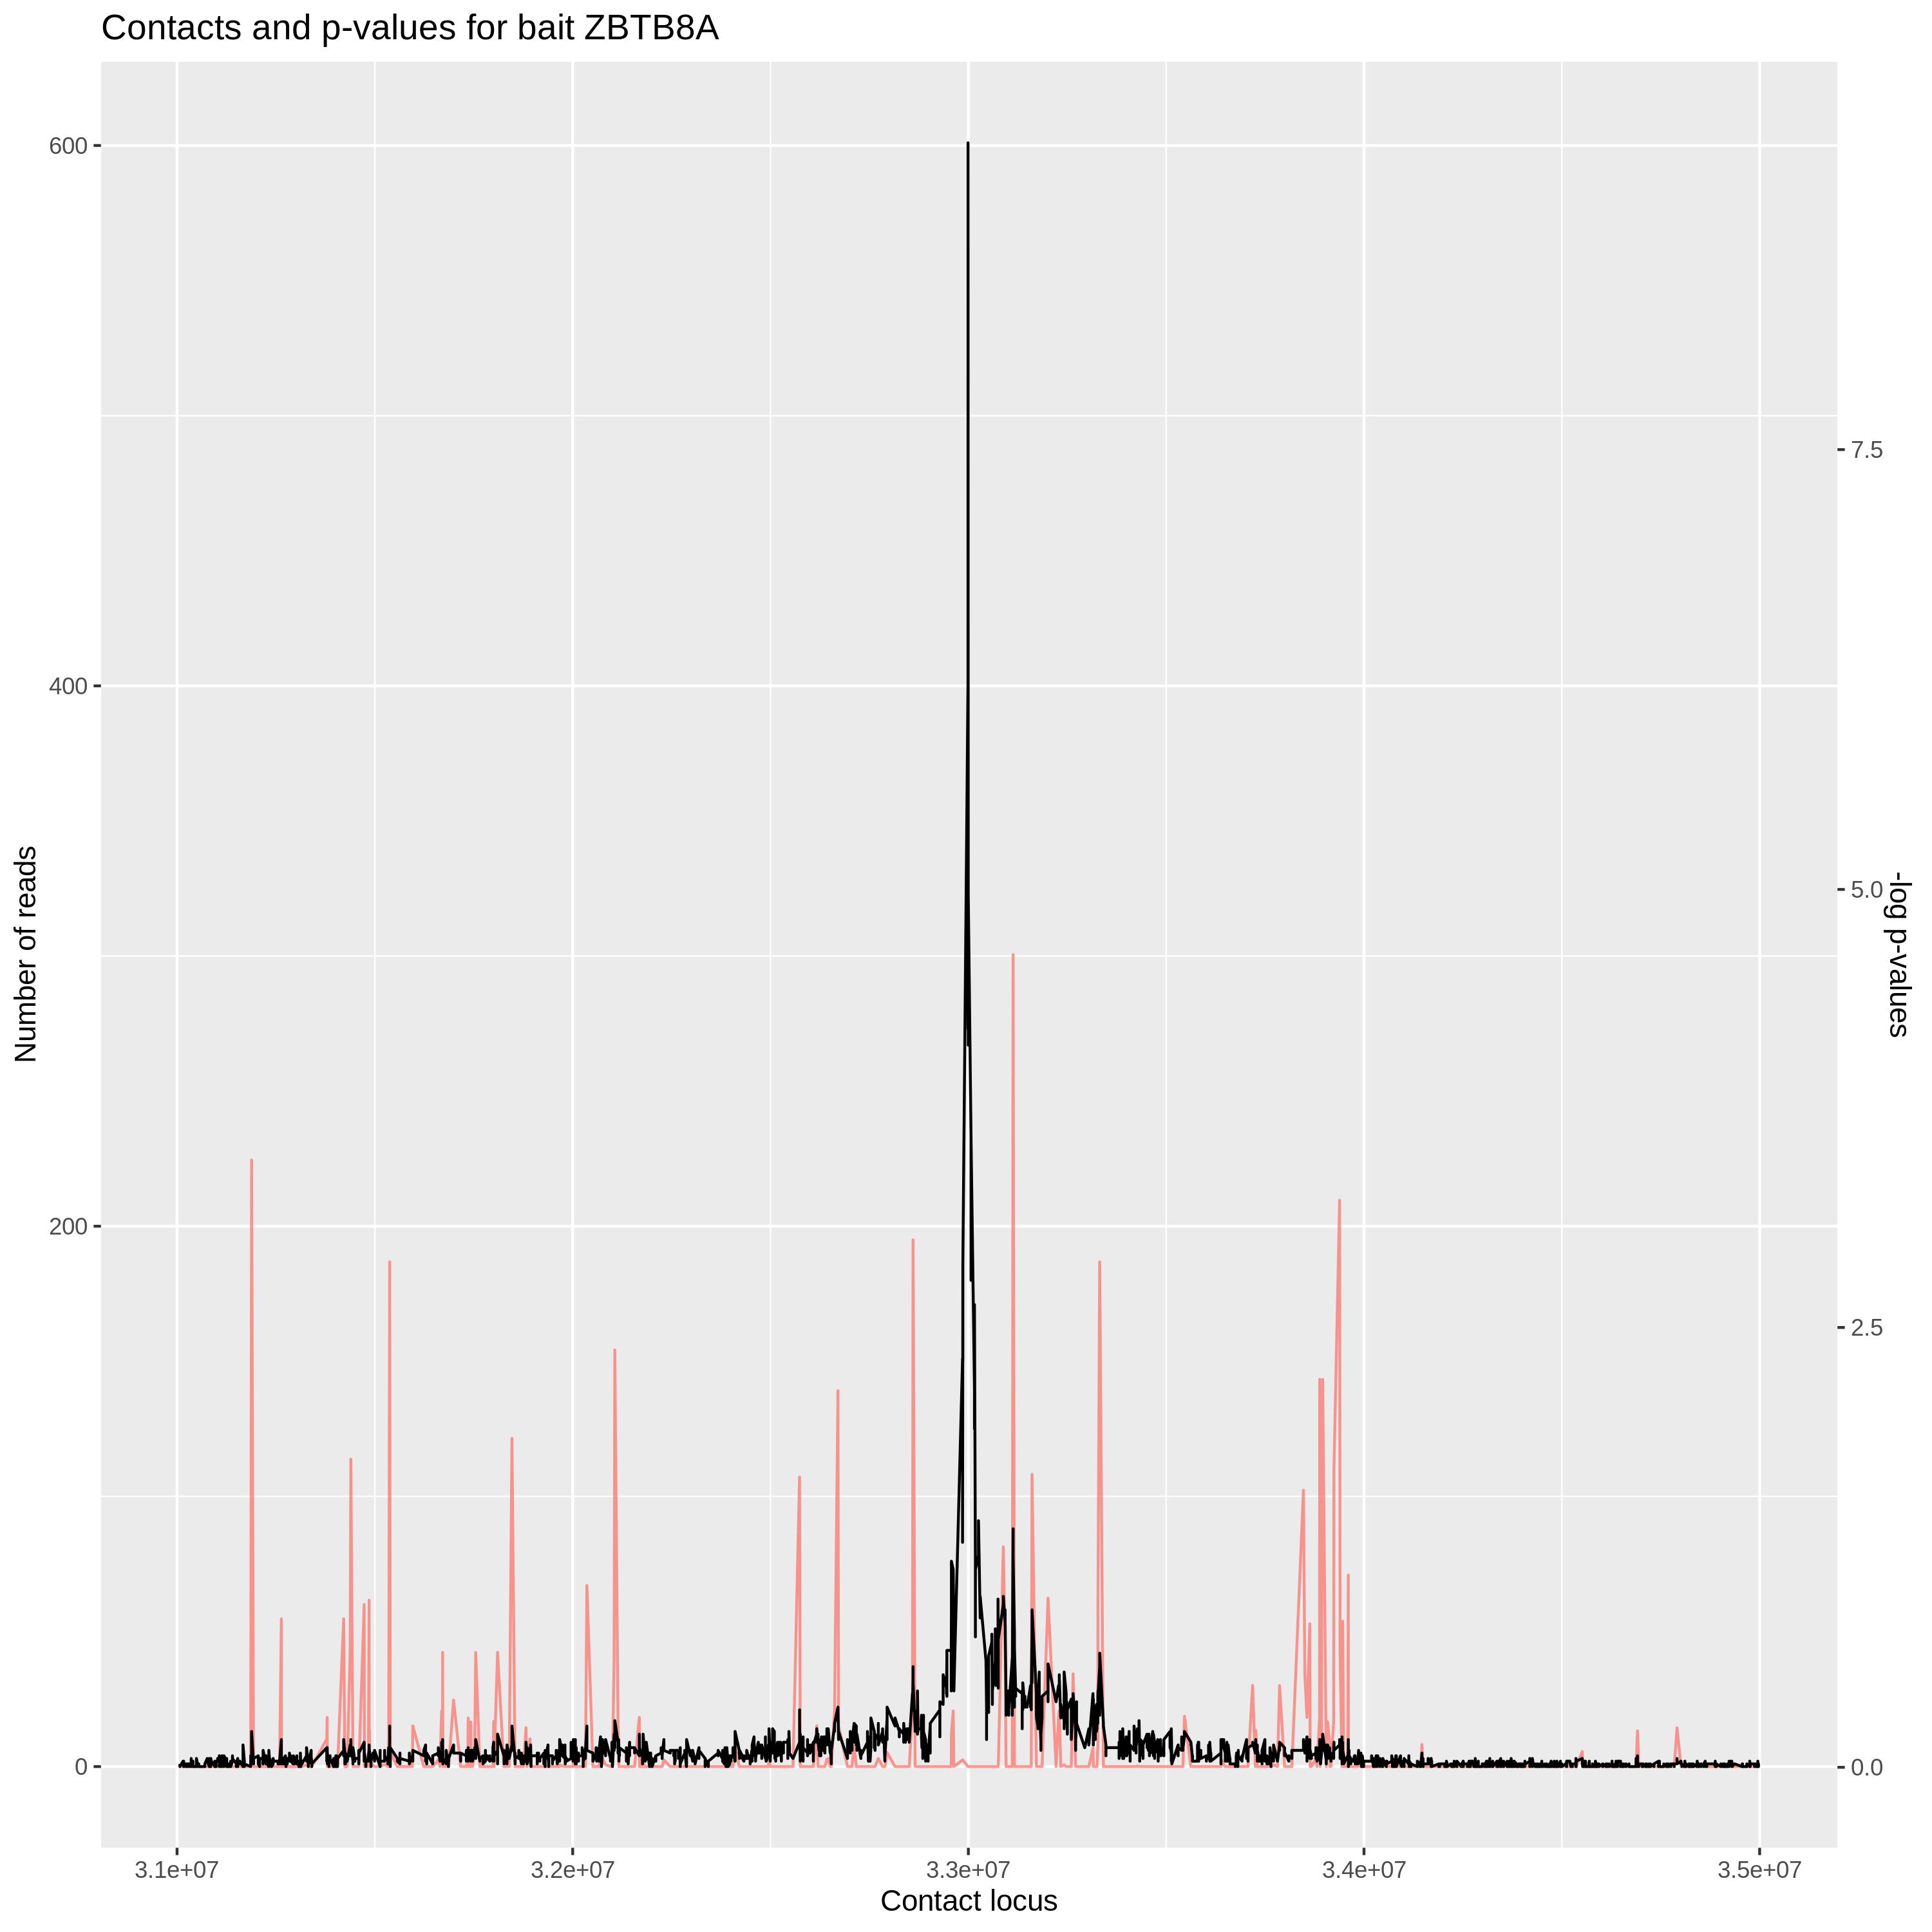 Contacts and p-values for bait ZBTB8A
600
400
200
0
Number of reads
7.5
5.0
2.5
0.0
-log p-values
3.1e+07
3.2e+07
3.3e+07
3.4e+07
3.5e+07
Contact locus